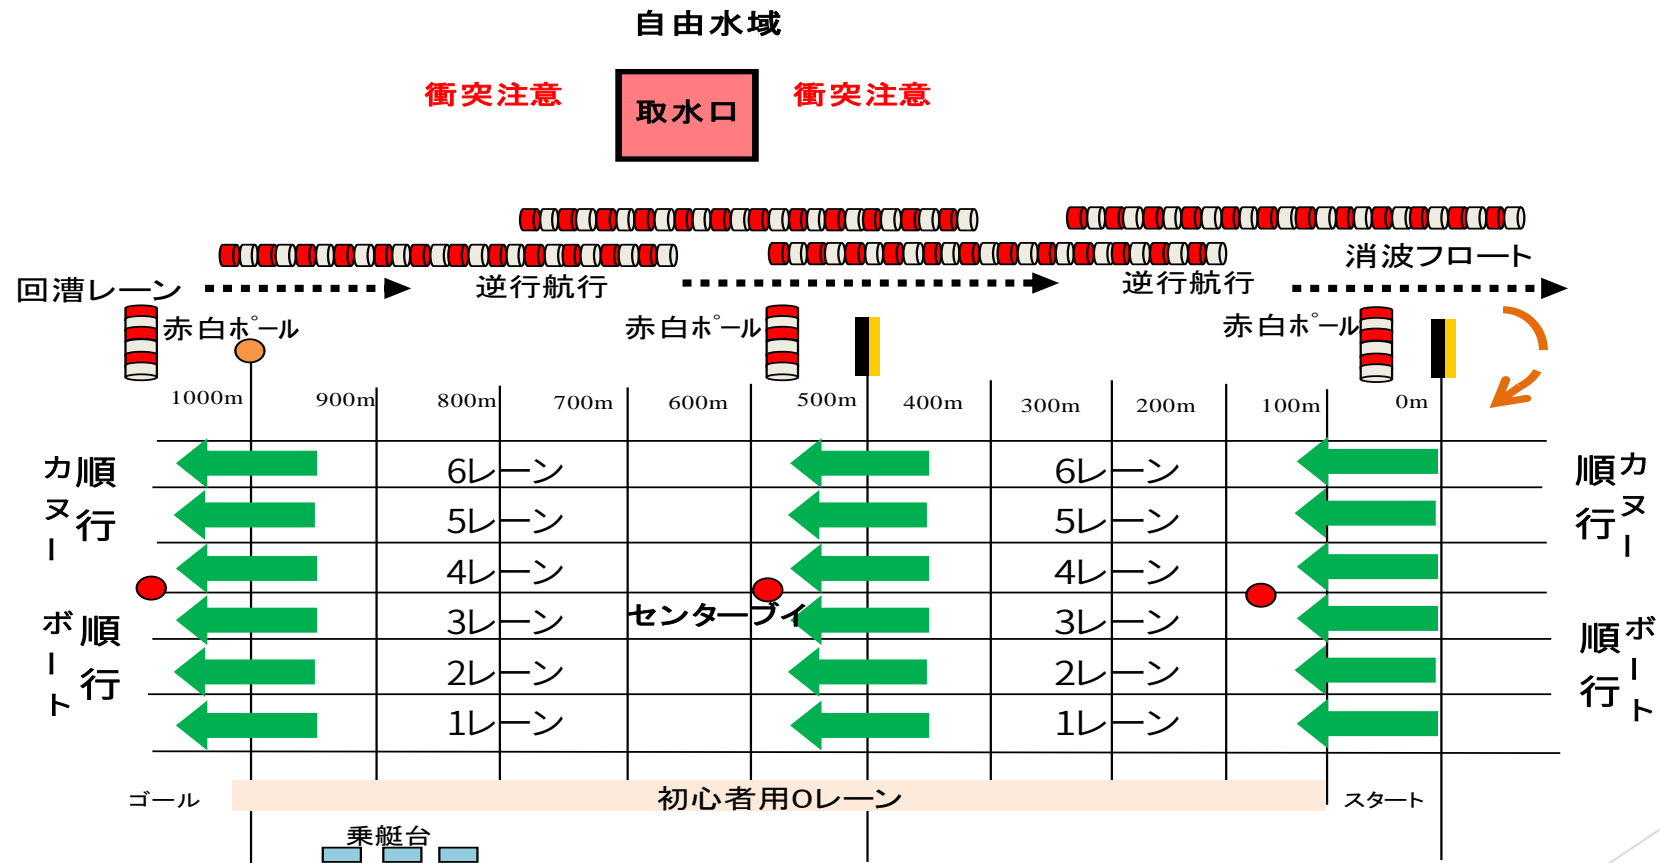 自由水域
衝突注意
取水口
衝突注意
消波フロート
回漕レーン
逆行航行
逆行航行
赤白ﾎﾟール
赤白ﾎﾟール
赤白ﾎﾟール
1000m
900m
800m
700m
600m
500m
400m
300m
200m
100m
0m
カヌー
順行
6レーン
6レーン
順行
カヌー
5レーン
5レーン
4レーン
4レーン
センターブイ
ボート
順行
3レーン
3レーン
順行
ボート
2レーン
2レーン
1レーン
1レーン
ゴール
初心者用0レーン
スタート
乗艇台